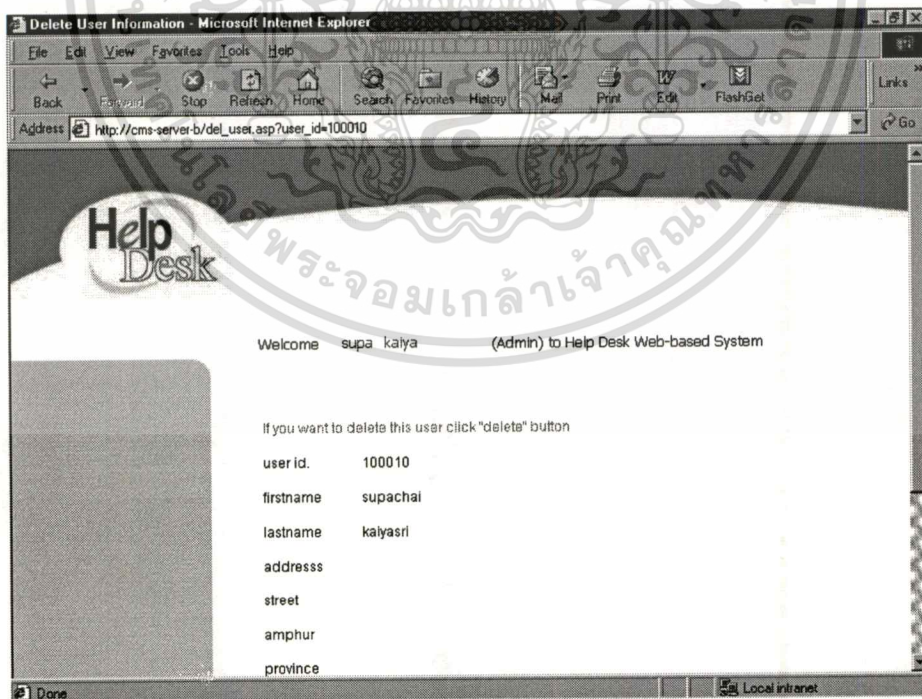 Delete User Information - Microsoft Internet Explorer
File Edit View Favorites Tools Help
Back Forward Stop Refresh Home Search Favorites History Mail Print Edit FlashGet Links
Address http://cms-server-b/del_user.asp?user_id=100010 Go
Help
Desk
พระจอมเกล้าเจ้าคุณทหาร
Welcome supa kaiya (Admin) to Help Desk Web-based System
If you want to delete this user click "delete" button
user id. 100010
firstname supachai
lastname kaiyasri
addresss
street
amphur
province
Done Local intranet